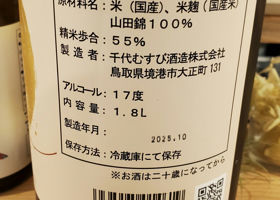 原材料名:米(国産)、米麹(国産米)
山田錦100%
精米歩合:55%
製造者:千代むすび酒造株式会社
鳥取県境港市大正町131
アルコール:17度
内容量:1.8L
製造年月:2025.10
保存方法:冷蔵庫にて保存
※お酒は二十歳になってから